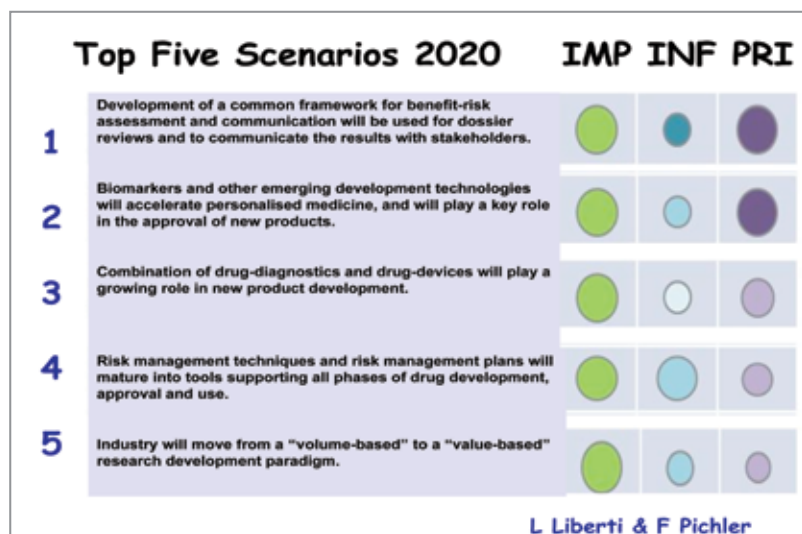 Top Five Scenarios 2020 IMP INF PRI
1 Development of a common framework for benefit-risk
assessment and communication will be used for dossier
reviews and to communicate the results with stakeholders.
2 Biomarkers and other emerging development technologies
will accelerate personalised medicine, and will play a key role
in the approval of new products.
3 Combination of drug-diagnostics and drug-devices will play a
growing role in new product development.
4 Risk management techniques and risk management plans will
mature into tools supporting all phases of drug development,
approval and use.
5 Industry will move from a “volume-based” to a “value-based”
research development paradigm.
L Liberti & F Pichler